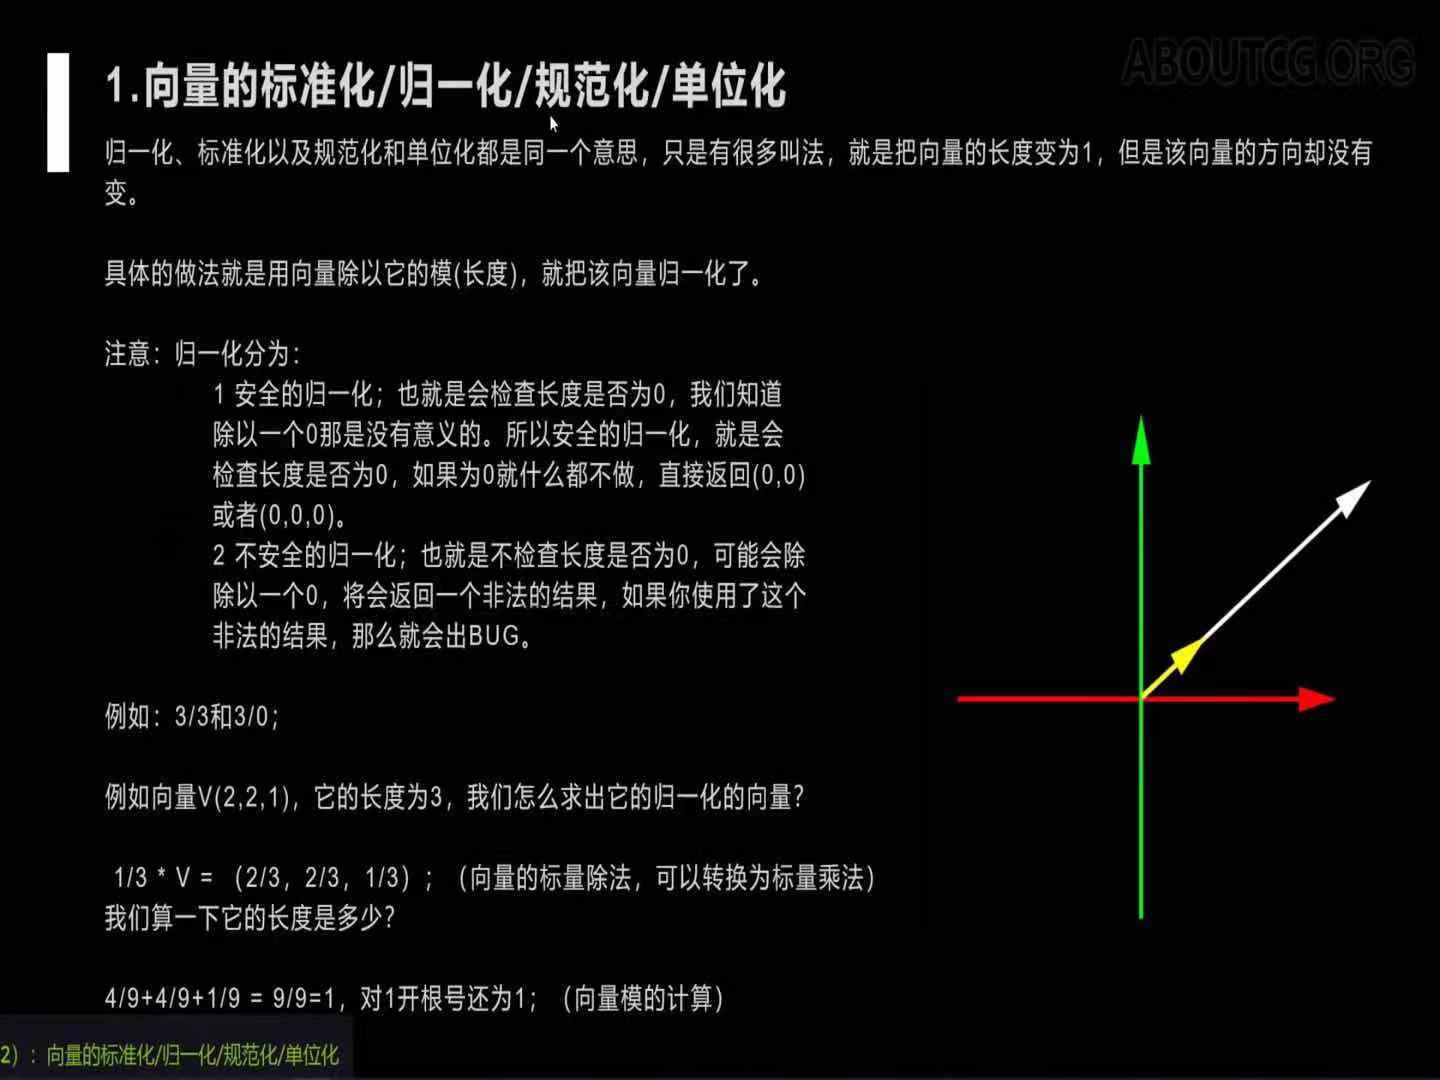 ABOUTCG.ORG
1.向量的标准化/归一化/规范化/单位化
归一化、标准化以及规范化和单位化都是同一个意思，只是有很多叫法，就是把向量的长度变为1，但是该向量的方向却没有
变。
具体的做法就是用向量除以它的模(长度)，就把该向量归一化了。
注意：归一化分为：
1 安全的归一化；也就是会检查长度是否为0，我们知道
除以一个0那是没有意义的。所以安全的归一化，就是会
检查长度是否为0，如果为0就什么都不做，直接返回(0,0)
或者(0,0,0)。
2 不安全的归一化；也就是不检查长度是否为0，可能会除
除以一个0，将会返回一个非法的结果，如果你使用了这个
非法的结果，那么就会出BUG。
例如：3/3和3/0；
例如向量V(2,2,1)，它的长度为3，我们怎么求出它的归一化的向量？
1/3 * V = （2/3，2/3，1/3）；（向量的标量除法，可以转换为标量乘法）
我们算一下它的长度是多少？
4/9+4/9+1/9 = 9/9=1，对1开根号还为1；（向量模的计算）
2）：向量的标准化/归一化/规范化/单位化